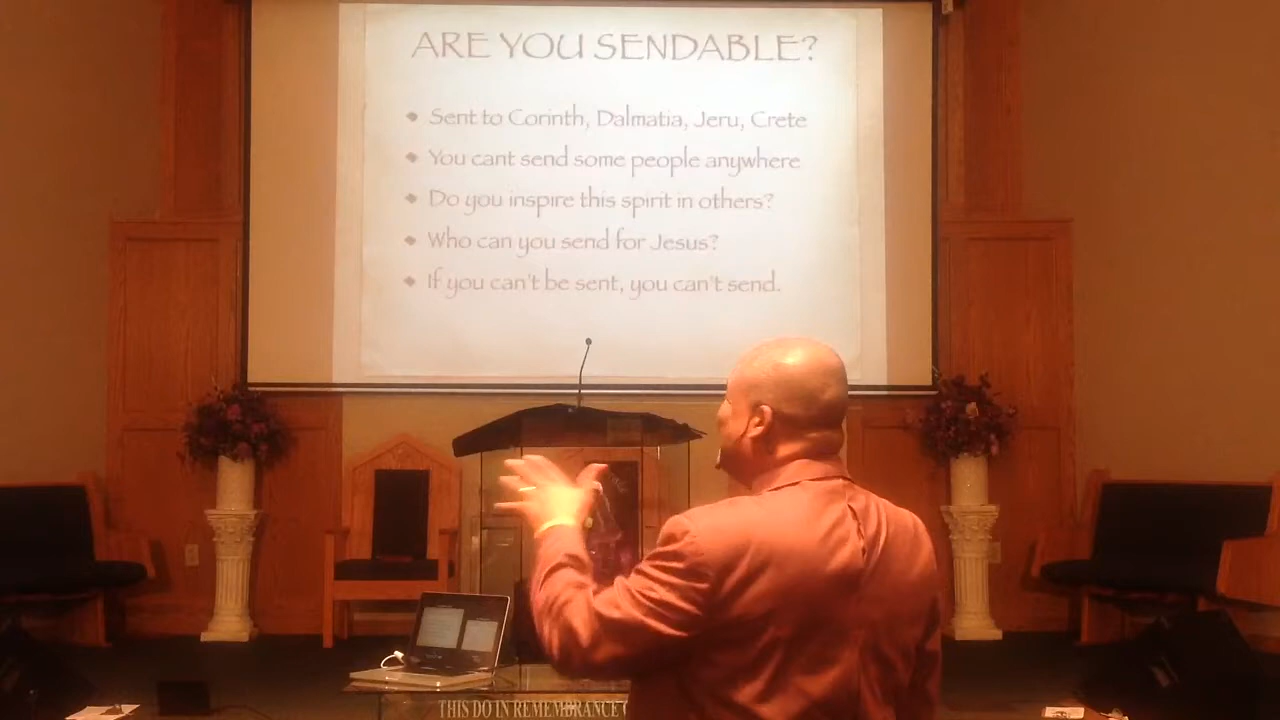 ARE YOU SENDABLE?
Sent to Corinth, Dalmatia, Jeru, Crete
You cant send some people anywhere
Do you inspire this spirit in others?
Who can you send for Jesus?
If you can't be sent, you can't send.
THIS DO IN REMEMBRANCE